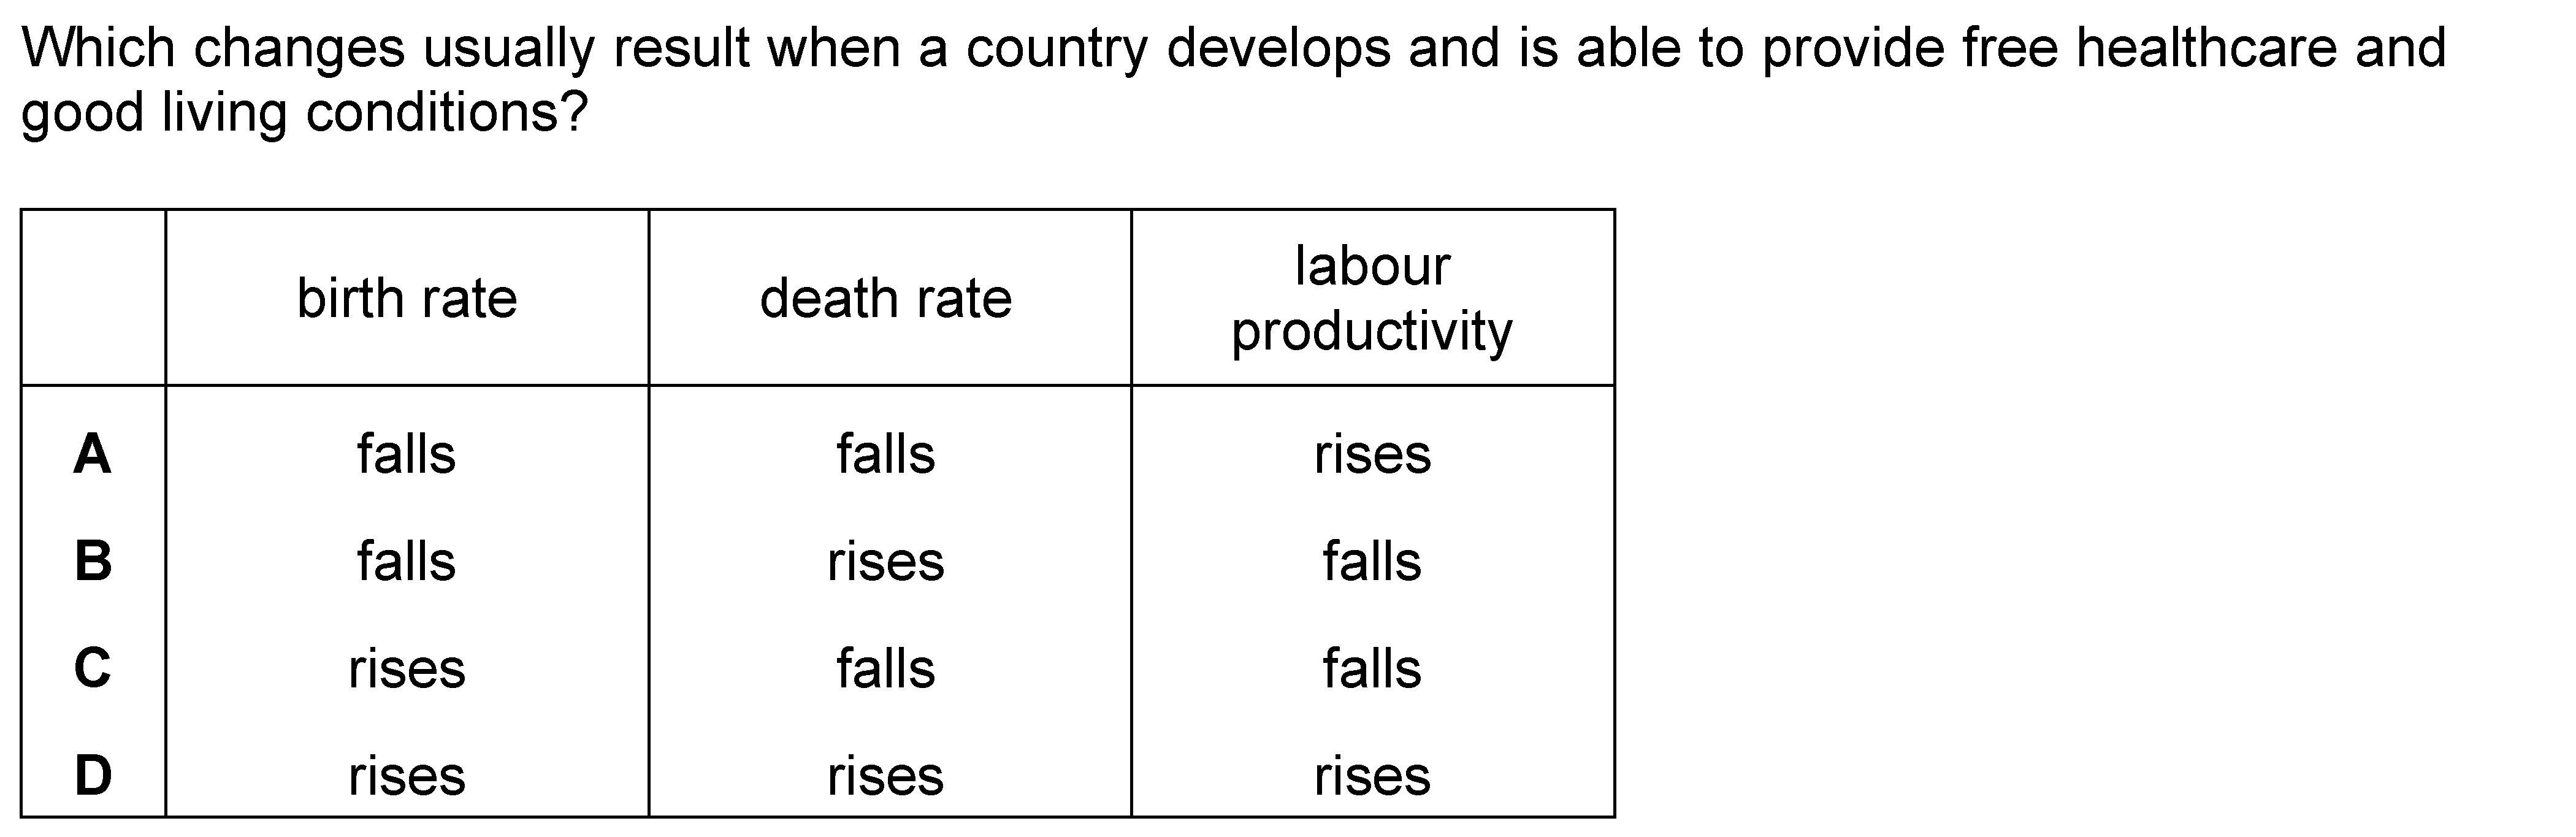 Which changes usually result when a country develops and is able to provide free healthcare and
good living conditions?
birth rate death rate labour productivity
A falls falls rises
B falls rises falls
C rises falls falls
D rises rises rises